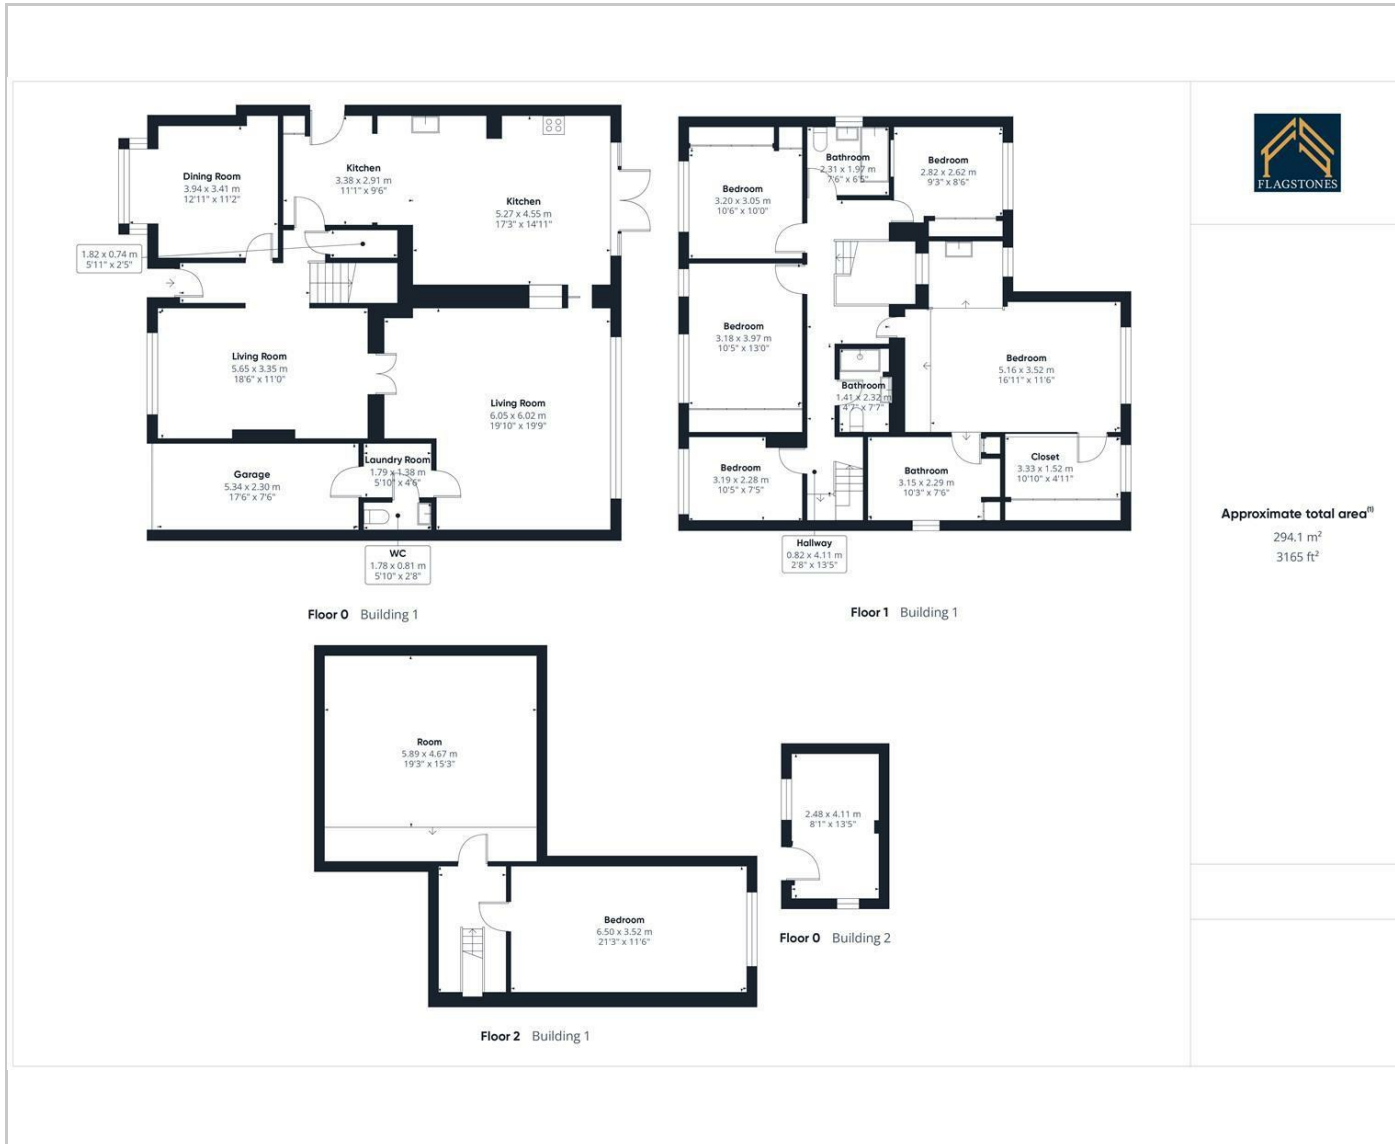 Dining Room
3.94 x 3.41 m
12'11" x 11'2"
Kitchen
3.38 x 2.91 m
11'1" x 9'6"
Kitchen
5.27 x 4.55 m
17'3" x 14'11"
1.82 x 0.74 m
5'11" x 2'5"
Living Room
5.65 x 3.35 m
18'6" x 11'0"
Living Room
6.05 x 6.02 m
19'10" x 19'9"
Garage
5.34 x 2.30 m
17'6" x 7'6"
Laundry Room
1.79 x 1.38 m
5'10" x 4'6"
WC
1.78 x 0.81 m
5'10" x 2'8"
Floor 0 Building 1
Bedroom
3.20 x 3.05 m
10'6" x 10'0"
Bathroom
2.31 x 1.97 m
7'6" x 6'5"
Bedroom
2.82 x 2.62 m
9'3" x 8'6"
Bedroom
3.18 x 3.97 m
10'5" x 13'0"
Bedroom
5.16 x 3.52 m
16'11" x 11'6"
Bathroom
1.41 x 2.32 m
4'7" x 7'7"
Bedroom
3.19 x 2.28 m
10'5" x 7'5"
Bathroom
3.15 x 2.29 m
10'3" x 7'6"
Closet
3.33 x 1.52 m
10'10" x 4'11"
Hallway
0.82 x 4.11 m
2'8" x 13'5"
Floor 1 Building 1
Room
5.89 x 4.67 m
19'3" x 15'3"
Bedroom
6.50 x 3.52 m
21'3" x 11'6"
Floor 2 Building 1
2.48 x 4.11 m
8'1" x 13'5"
Floor 0 Building 2
FLAGSTONES
Approximate total area⁽¹⁾
294.1 m²
3165 ft²